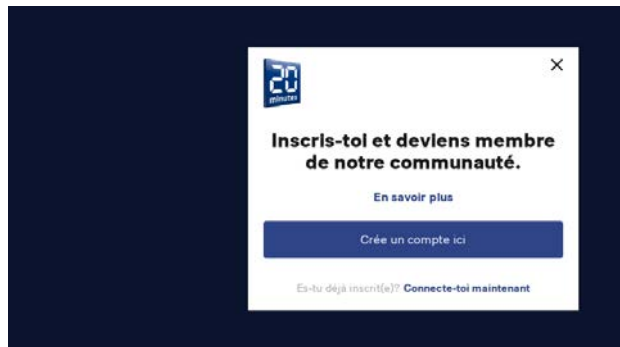 20
minutes
Inscris-toi et deviens membre
de notre communauté.
En savoir plus
Crée un compte ici
Es-tu déjà inscrit(e)? Connecte-toi maintenant